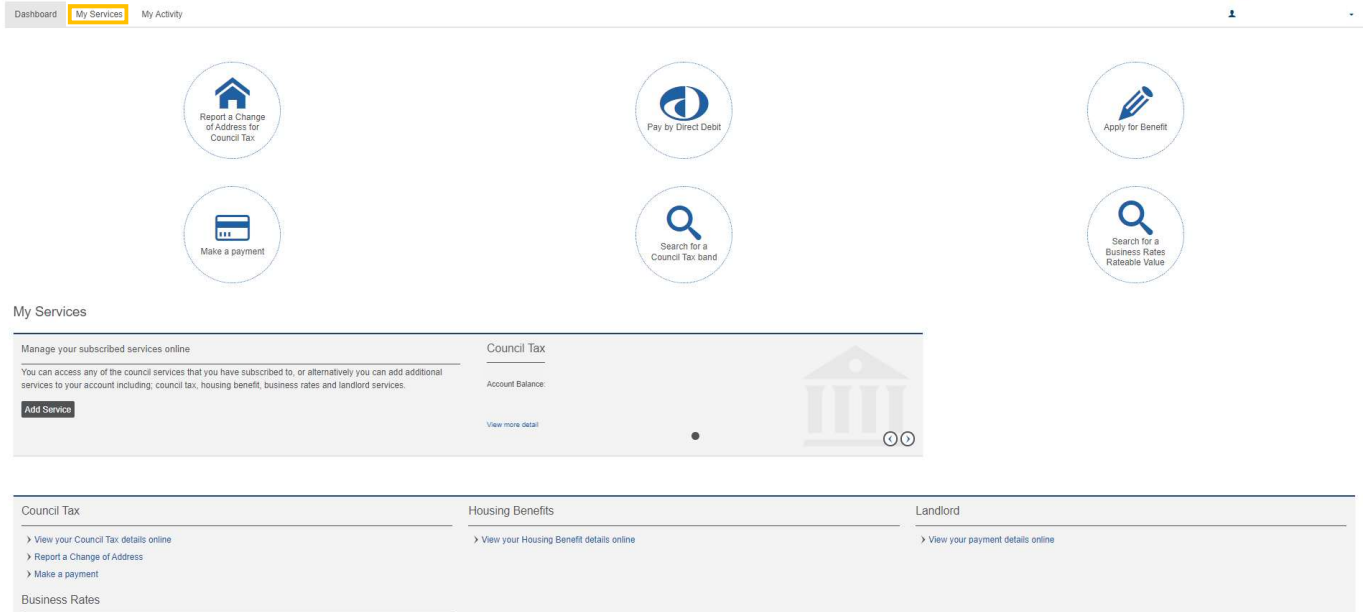 Dashboard My Services My Activity
Report a Change
of Address for
Council Tax
Pay by Direct Debit
Apply for Benefit
Make a payment
Search for a
Council Tax band
Search for a
Business Rates
Rateable Value
My Services
Manage your subscribed services online
You can access any of the council services that you have subscribed to, or alternatively you can add additional
services to your account including; council tax, housing benefit, business rates and landlord services.
Add Service
Council Tax
Account Balance:
View more detail
Council Tax
View your Council Tax details online
Report a Change of Address
Make a payment
Business Rates
Housing Benefits
View your Housing Benefit details online
Landlord
View your payment details online